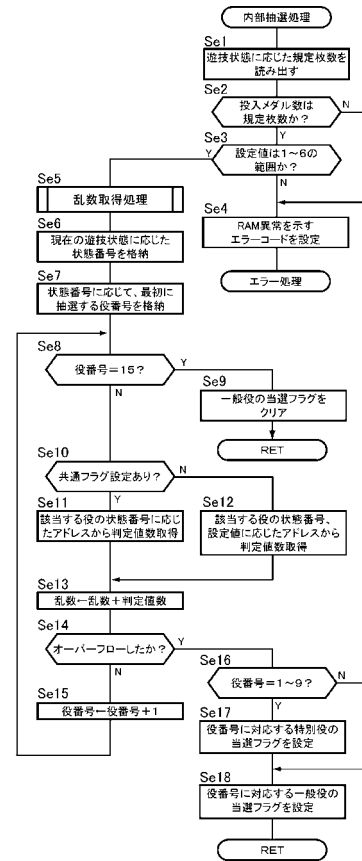 内部抽選処理
Se1
遊技状態に応じた規定枚数を
読み出す
Se2
投入メダル数は
規定枚数か?
N
Y
Se3
設定値は1~6の
範囲か?
Y
N
Se4
RAM異常を示す
エラーコードを設定
エラー処理
Se5
乱数取得処理
Se6
現在の遊技状態に応じた
状態番号を格納
Se7
状態番号に応じて、最初に
抽選する役番号を格納
Se8
役番号=15?
Y
N
Se9
一般役の当選フラグを
クリア
RET
Se10
共通フラグ設定あり?
N
Y
Se11
該当する役の状態番号に応じ
たアドレスから判定値数取得
Se12
該当する役の状態番号、
設定値に応じたアドレスから
判定値数取得
Se13
乱数←乱数+判定値数
Se14
オーバーフローしたか?
Y
N
Se15
役番号←役番号+1
Se16
役番号=1~9?
N
Y
Se17
役番号に対応する特別役の
当選フラグを設定
Se18
役番号に対応する一般役の
当選フラグを設定
RET